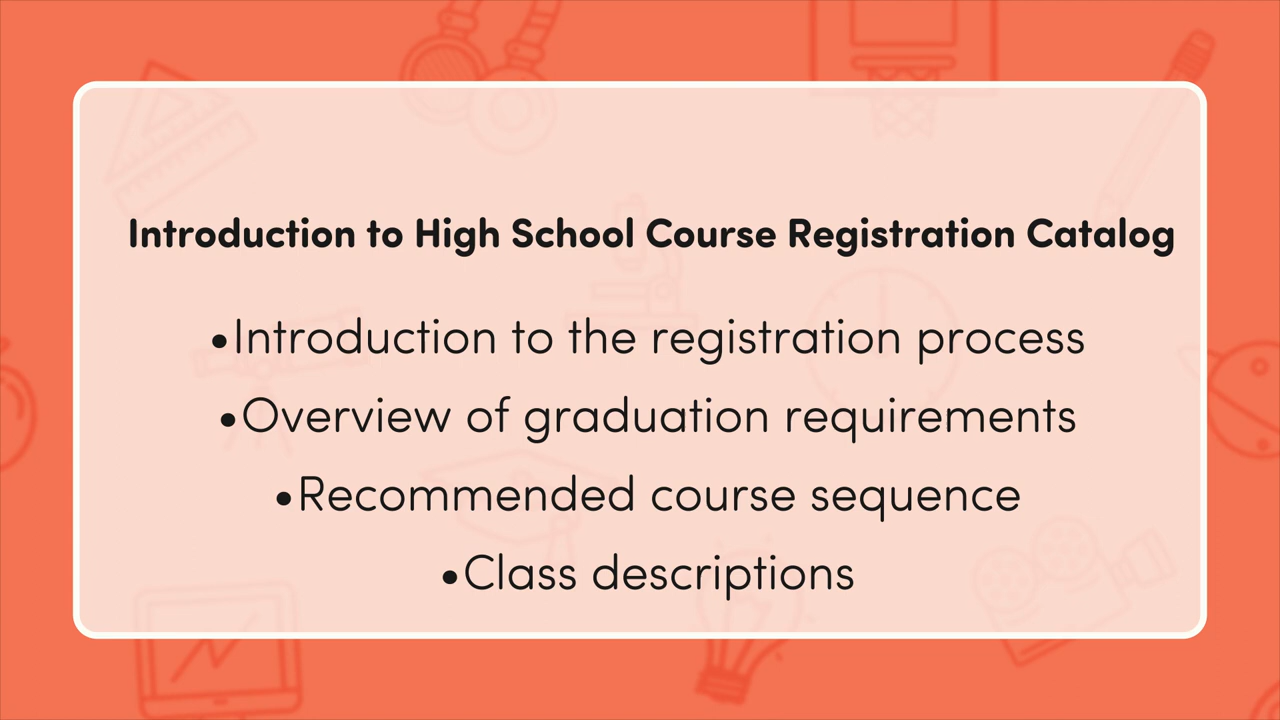 Introduction to High School Course Registration Catalog
•Introduction to the registration process
•Overview of graduation requirements
•Recommended course sequence
•Class descriptions